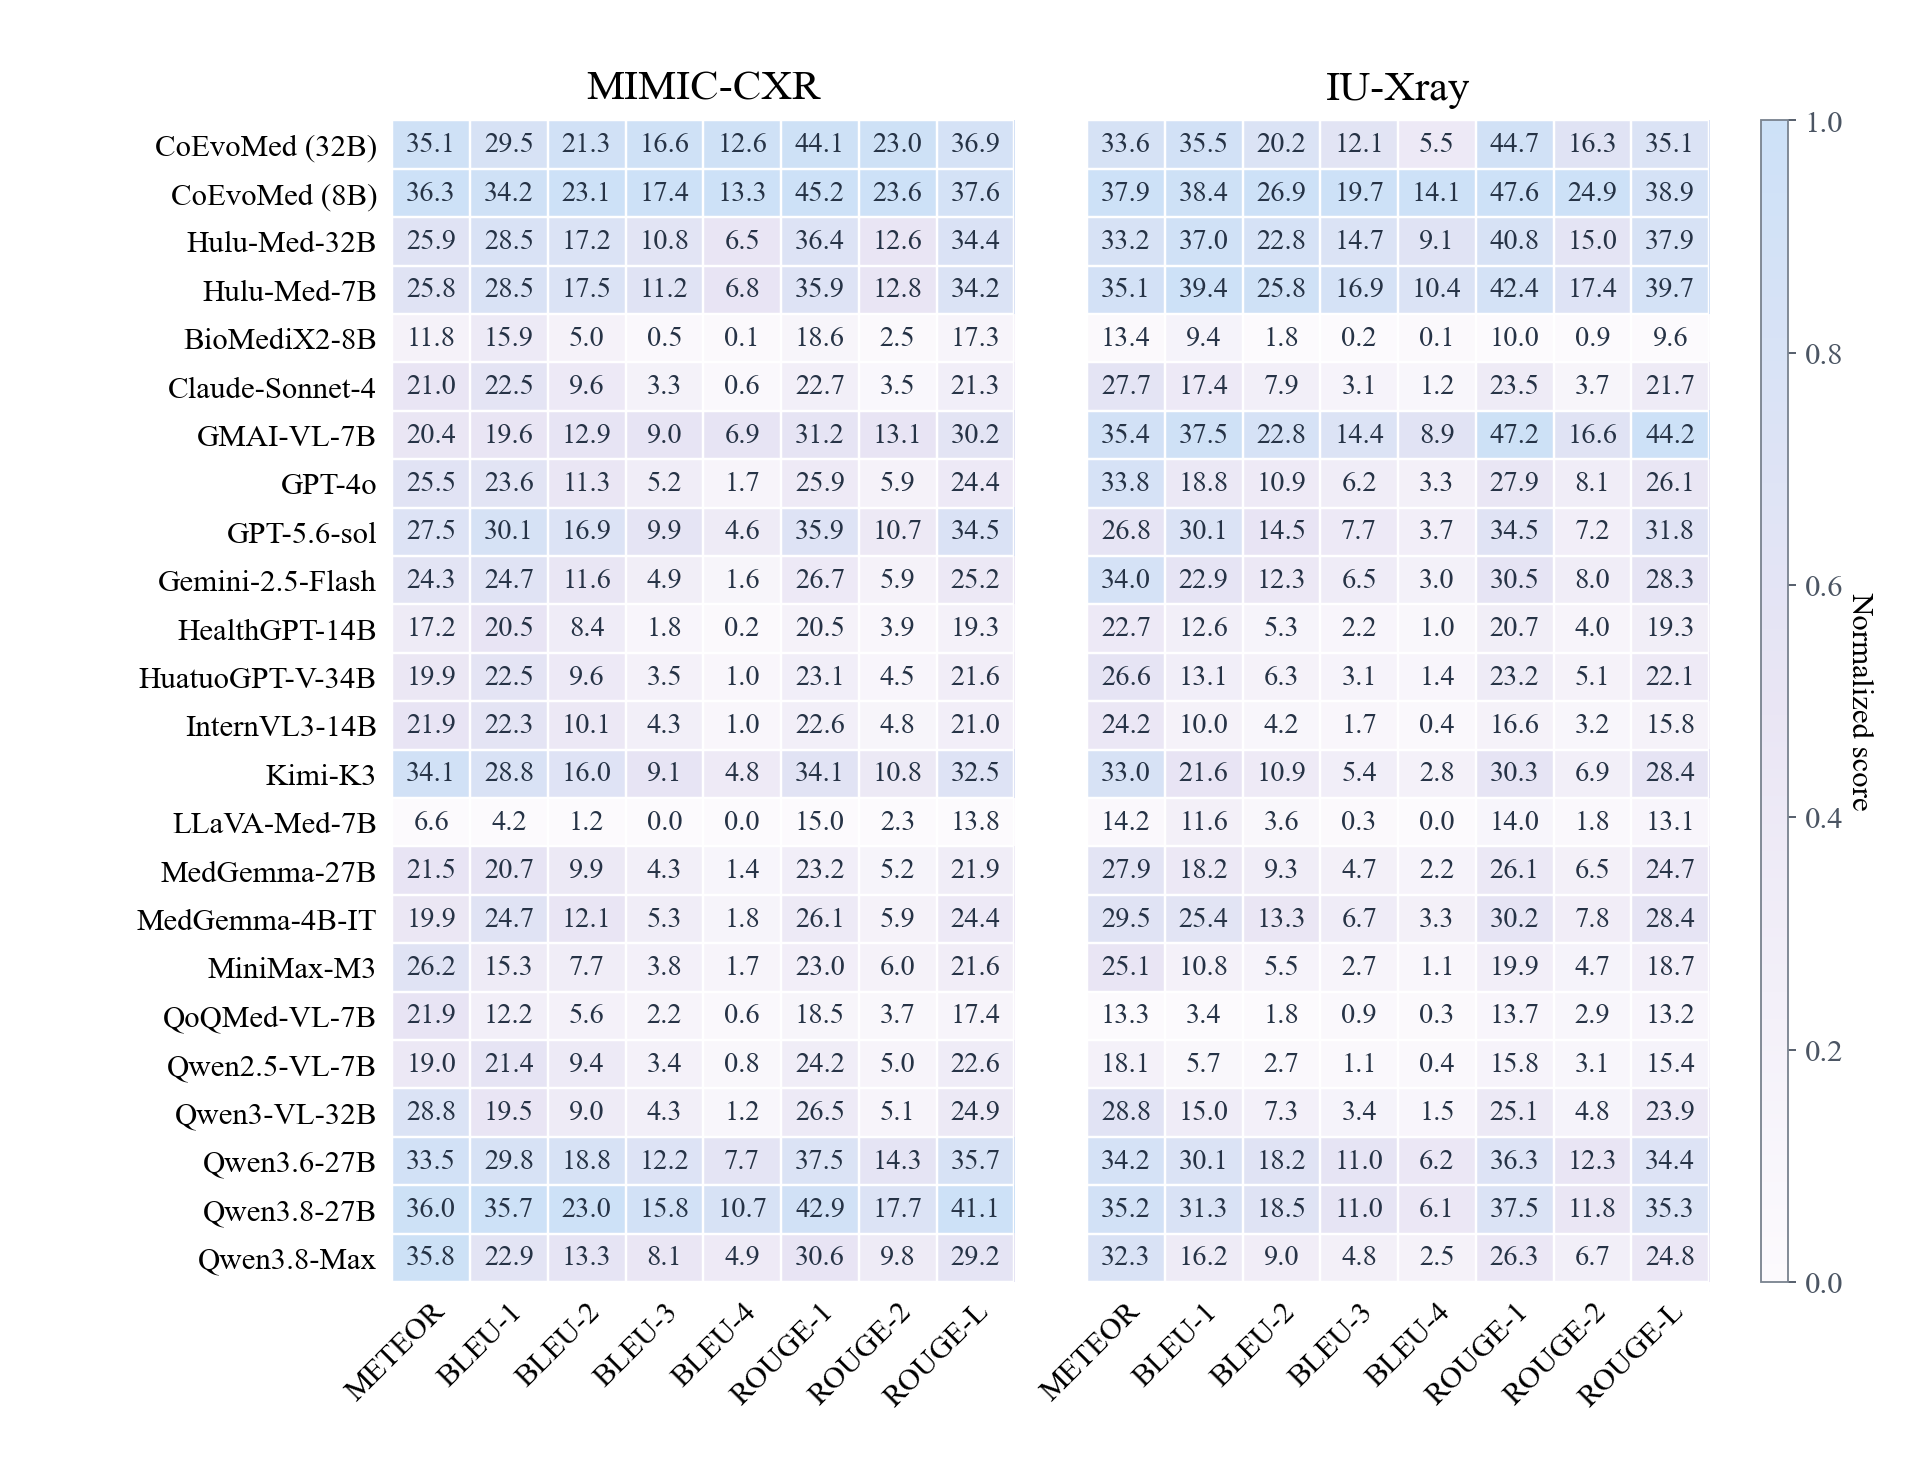 MIMIC-CXR IU-Xray
CoEvoMed (32B) 35.1 29.5 21.3 16.6 12.6 44.1 23.0 36.9 33.6 35.5 20.2 12.1 5.5 44.7 16.3 35.1
CoEvoMed (8B) 36.3 34.2 23.1 17.4 13.3 45.2 23.6 37.6 37.9 38.4 26.9 19.7 14.1 47.6 24.9 38.9
Hulu-Med-32B 25.9 28.5 17.2 10.8 6.5 36.4 12.6 34.4 33.2 37.0 22.8 14.7 9.1 40.8 15.0 37.9
Hulu-Med-7B 25.8 28.5 17.5 11.2 6.8 35.9 12.8 34.2 35.1 39.4 25.8 16.9 10.4 42.4 17.4 39.7
BioMediX2-8B 11.8 15.9 5.0 0.5 0.1 18.6 2.5 17.3 13.4 9.4 1.8 0.2 0.1 10.0 0.9 9.6
Claude-Sonnet-4 21.0 22.5 9.6 3.3 0.6 22.7 3.5 21.3 27.7 17.4 7.9 3.1 1.2 23.5 3.7 21.7
GMAI-VL-7B 20.4 19.6 12.9 9.0 6.9 31.2 13.1 30.2 35.4 37.5 22.8 14.4 8.9 47.2 16.6 44.2
GPT-4o 25.5 23.6 11.3 5.2 1.7 25.9 5.9 24.4 33.8 18.8 10.9 6.2 3.3 27.9 8.1 26.1
GPT-5.6-sol 27.5 30.1 16.9 9.9 4.6 35.9 10.7 34.5 26.8 30.1 14.5 7.7 3.7 34.5 7.2 31.8
Gemini-2.5-Flash 24.3 24.7 11.6 4.9 1.6 26.7 5.9 25.2 34.0 22.9 12.3 6.5 3.0 30.5 8.0 28.3
HealthGPT-14B 17.2 20.5 8.4 1.8 0.2 20.5 3.9 19.3 22.7 12.6 5.3 2.2 1.0 20.7 4.0 19.3
HuatuoGPT-V-34B 19.9 22.5 9.6 3.5 1.0 23.1 4.5 21.6 26.6 13.1 6.3 3.1 1.4 23.2 5.1 22.1
InternVL3-14B 21.9 22.3 10.1 4.3 1.0 22.6 4.8 21.0 24.2 10.0 4.2 1.7 0.4 16.6 3.2 15.8
Kimi-K3 34.1 28.8 16.0 9.1 4.8 34.1 10.8 32.5 33.0 21.6 10.9 5.4 2.8 30.3 6.9 28.4
LLaVA-Med-7B 6.6 4.2 1.2 0.0 0.0 15.0 2.3 13.8 14.2 11.6 3.6 0.3 0.0 14.0 1.8 13.1
MedGemma-27B 21.5 20.7 9.9 4.3 1.4 23.2 5.2 21.9 27.9 18.2 9.3 4.7 2.2 26.1 6.5 24.7
MedGemma-4B-IT 19.9 24.7 12.1 5.3 1.8 26.1 5.9 24.4 29.5 25.4 13.3 6.7 3.3 30.2 7.8 28.4
MiniMax-M3 26.2 15.3 7.7 3.8 1.7 23.0 6.0 21.6 25.1 10.8 5.5 2.7 1.1 19.9 4.7 18.7
QoQMed-VL-7B 21.9 12.2 5.6 2.2 0.6 18.5 3.7 17.4 13.3 3.4 1.8 0.9 0.3 13.7 2.9 13.2
Qwen2.5-VL-7B 19.0 21.4 9.4 3.4 0.8 24.2 5.0 22.6 18.1 5.7 2.7 1.1 0.4 15.8 3.1 15.4
Qwen3-VL-32B 28.8 19.5 9.0 4.3 1.2 26.5 5.1 24.9 28.8 15.0 7.3 3.4 1.5 25.1 4.8 23.9
Qwen3.6-27B 33.5 29.8 18.8 12.2 7.7 37.5 14.3 35.7 34.2 30.1 18.2 11.0 6.2 36.3 12.3 34.4
Qwen3.8-27B 36.0 35.7 23.0 15.8 10.7 42.9 17.7 41.1 35.2 31.3 18.5 11.0 6.1 37.5 11.8 35.3
Qwen3.8-Max 35.8 22.9 13.3 8.1 4.9 30.6 9.8 29.2 32.3 16.2 9.0 4.8 2.5 26.3 6.7 24.8
METEOR BLEU-1 BLEU-2 BLEU-3 BLEU-4 ROUGE-1 ROUGE-2 ROUGE-L METEOR BLEU-1 BLEU-2 BLEU-3 BLEU-4 ROUGE-1 ROUGE-2 ROUGE-L
1.0
0.8
0.6
0.4
0.2
0.0
Normalized score